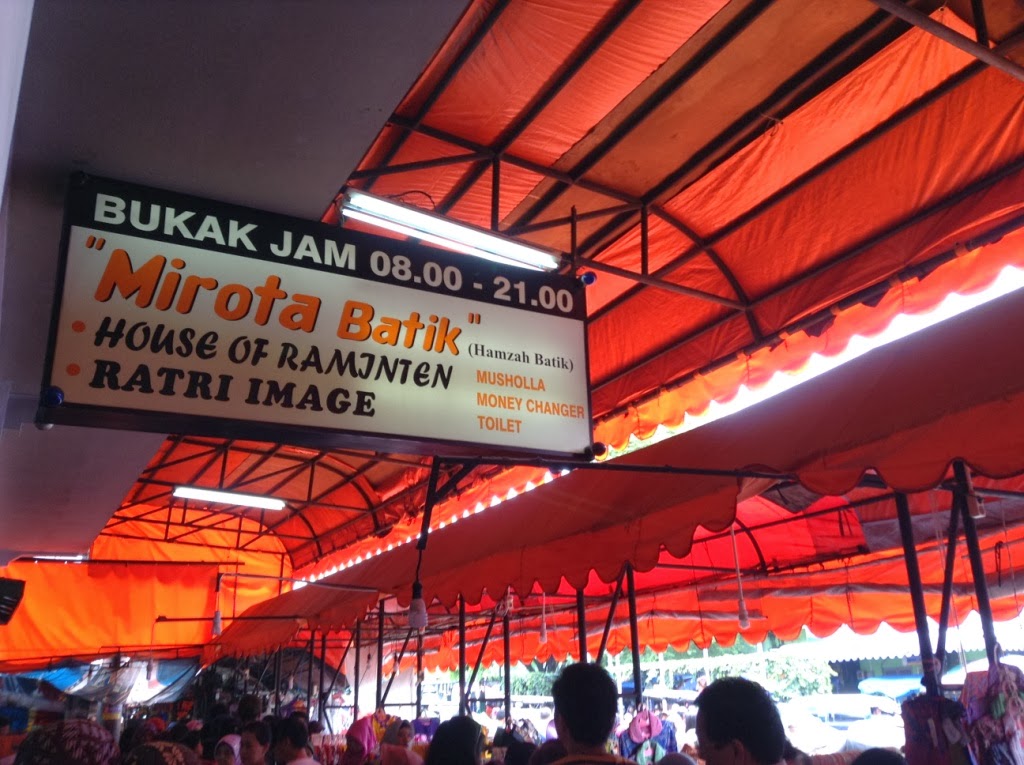 BUKAK JAM 08.00 - 21.00
"Mirota Batik"
(Hamzah Batik)
• HOUSE OF RAMINTEN
• RATRI IMAGE
MUSHOLLA
MONEY CHANGER
TOILET